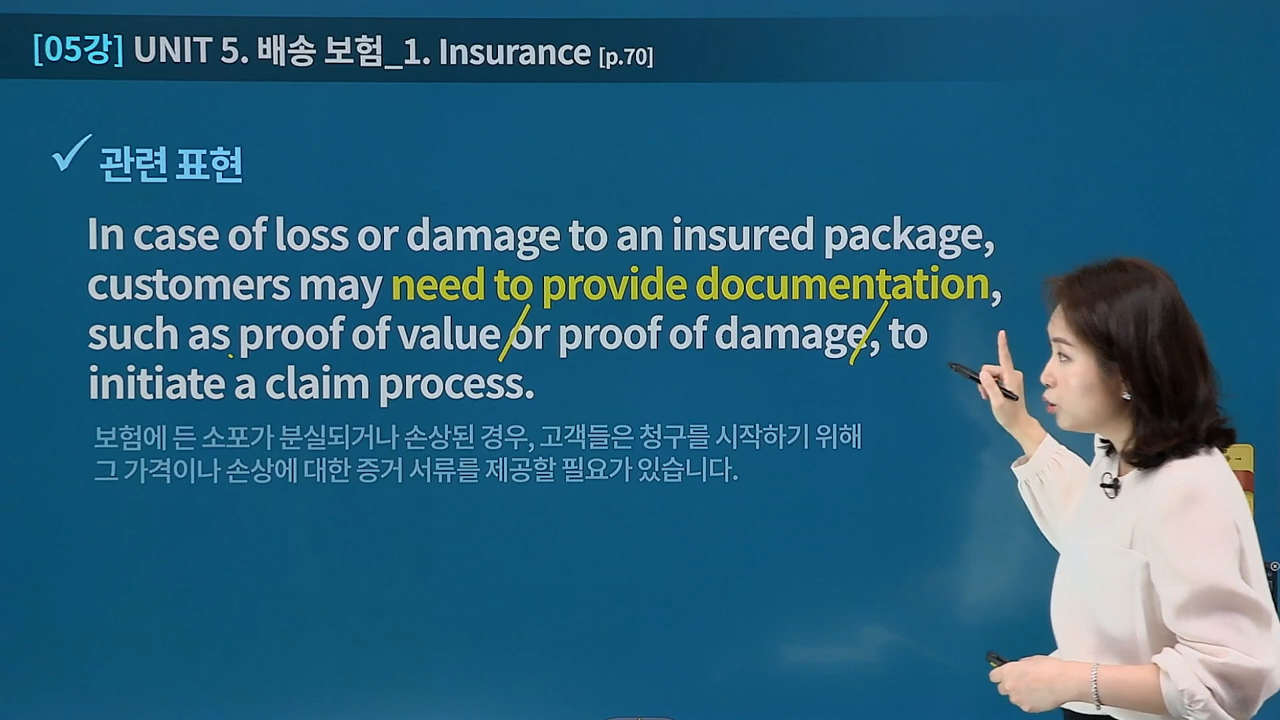 [05강] UNIT 5. 배송 보험_1. Insurance [p.70]
관련 표현
In case of loss or damage to an insured package,
customers may need to provide documentation,
such as proof of value or proof of damage, to
initiate a claim process.
보험에 든 소포가 분실되거나 손상된 경우, 고객들은 청구를 시작하기 위해
그 가격이나 손상에 대한 증거 서류를 제공할 필요가 있습니다.